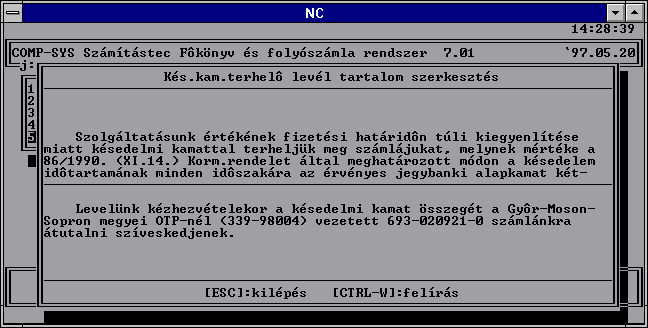 NC
14:28:39
COMP-SYS Számítástec Fôkönyv és folyószámla rendszer 7.01 `97.05.20
j:
Kés.kam.terhelô levél tartalom szerkesztés
1
2
3
4
5
Szolgáltatásunk értékének fizetési határidôn túli kiegyenlítése
miatt késedelmi kamattal terheljük meg számlájukat, melynek mértéke a
86/1990. (XI.14.) Korm.rendelet által meghatározott módon a késedelem
idôtartamának minden idôszakára az érvényes jegybanki alapkamat két-
Levelünk kézhezvételekor a késedelmi kamat összegét a Gyôr-Moson-
Sopron megyei OTP-nél (339-98004) vezetett 693-020921-0 számlánkra
átutalni szíveskedjenek.
[ESC]:kilépés [CTRL-W]:felírás